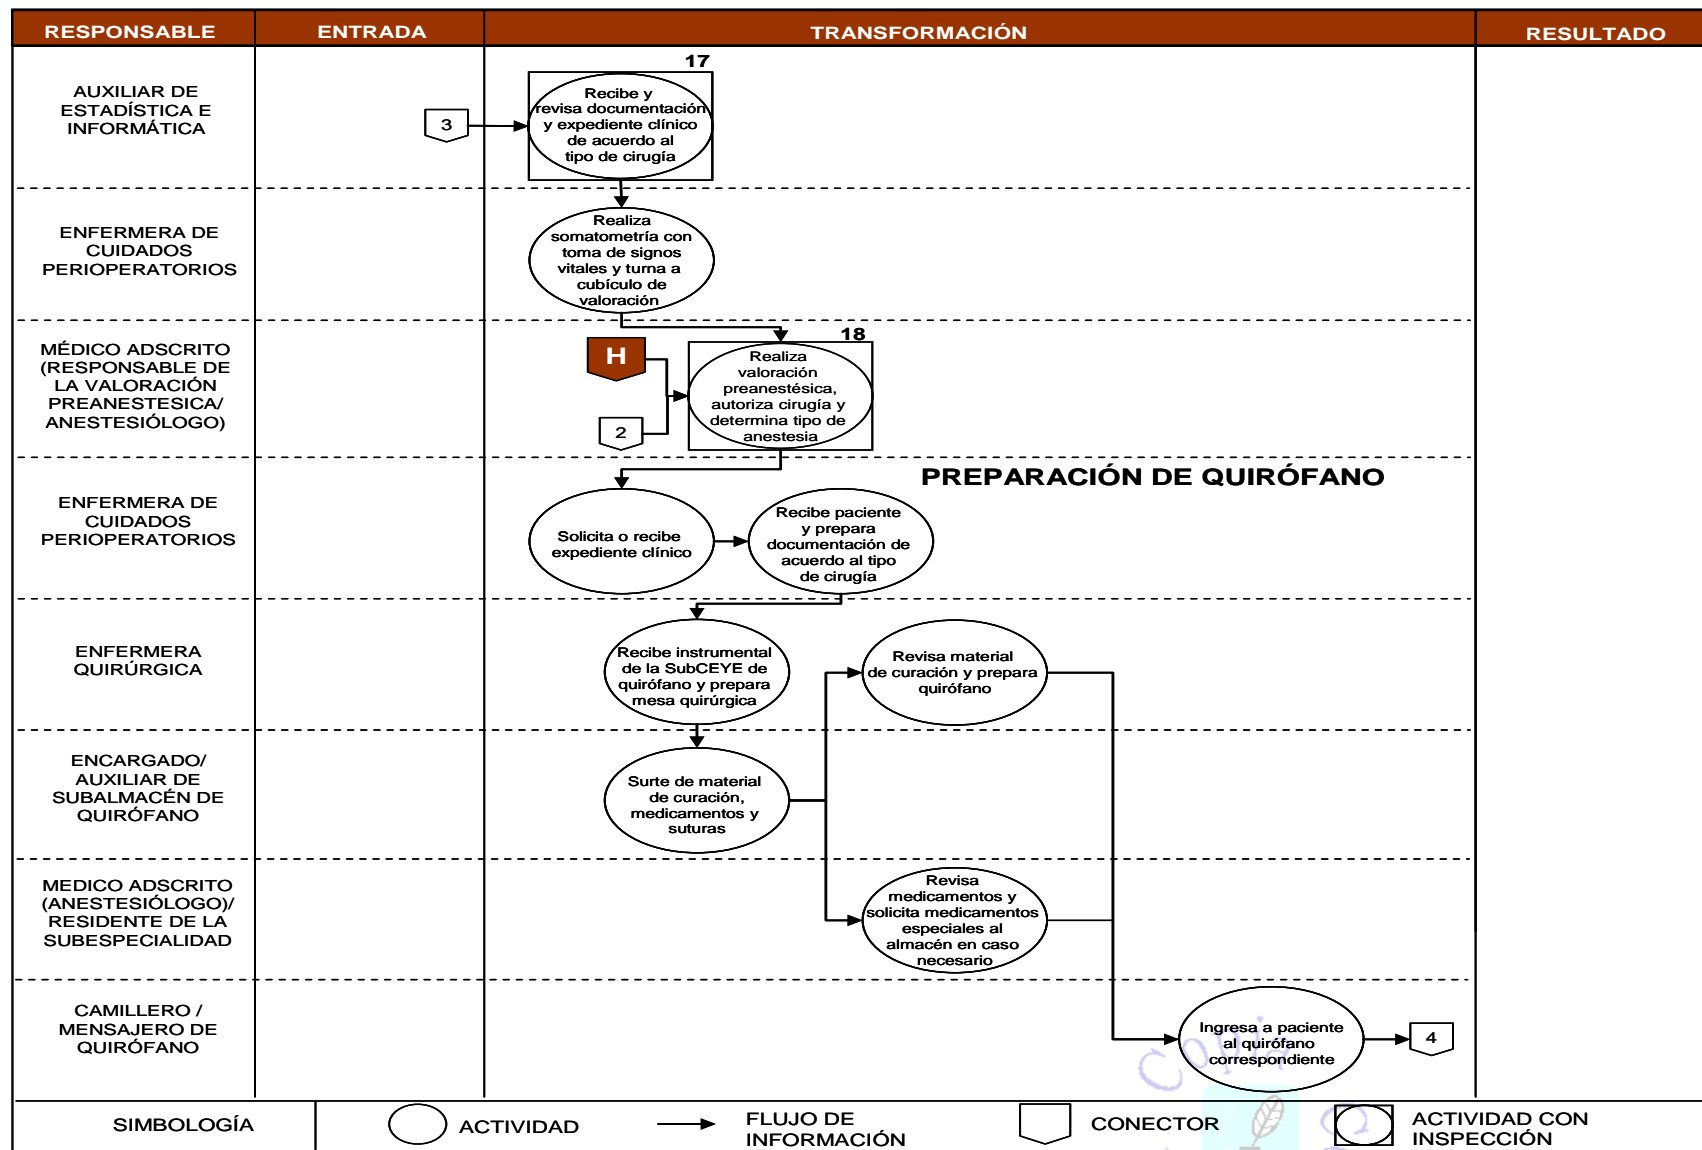 RESPONSABLE
ENTRADA
TRANSFORMACIÓN
RESULTADO
AUXILIAR DE
ESTADÍSTICA E
INFORMÁTICA
3
17
Recibe y
revisa documentación
y expediente clínico
de acuerdo al
tipo de cirugía
ENFERMERA DE
CUIDADOS
PERIOPERATORIOS
Realiza
somatometría con
toma de signos
vitales y turna a
cubículo de
valoración
MÉDICO ADSCRITO
(RESPONSABLE DE
LA VALORACIÓN
PREANESTESICA/
ANESTESIÓLOGO)
H
2
18
Realiza
valoración
preanestésica,
autoriza cirugía y
determina tipo de
anestesia
PREPARACIÓN DE QUIRÓFANO
ENFERMERA DE
CUIDADOS
PERIOPERATORIOS
Solicita o recibe
expediente clínico
Recibe paciente
y prepara
documentación de
acuerdo al tipo
de cirugía
ENFERMERA
QUIRÚRGICA
Recibe instrumental
de la SubCEYE de
quirófano y prepara
mesa quirúrgica
Revisa material
de curación y prepara
quirófano
ENCARGADO/
AUXILIAR DE
SUBALMACÉN DE
QUIRÓFANO
Surte de material
de curación,
medicamentos y
suturas
MEDICO ADSCRITO
(ANESTESIÓLOGO)/
RESIDENTE DE LA
SUBESPECIALIDAD
Revisa
medicamentos y
solicita medicamentos
especiales al
almacén en caso
necesario
CAMILLERO /
MENSAJERO DE
QUIRÓFANO
Ingresa a paciente
al quirófano
correspondiente
4
Copia
SIMBOLOGÍA
ACTIVIDAD
FLUJO DE
INFORMACIÓN
CONECTOR
ACTIVIDAD CON
INSPECCIÓN